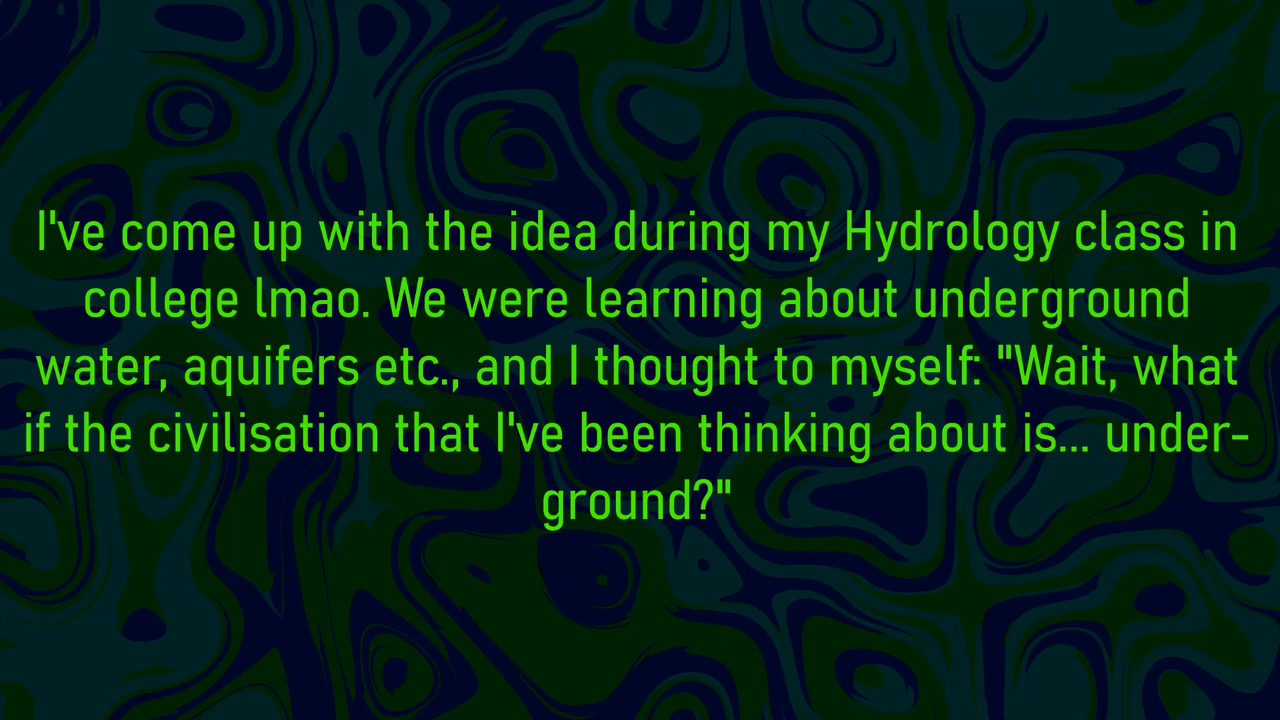 I've come up with the idea during my Hydrology class in
college lmao. We were learning about underground
water, aquifers etc., and I thought to myself: "Wait, what
if the civilisation that I've been thinking about is... under-
ground?"